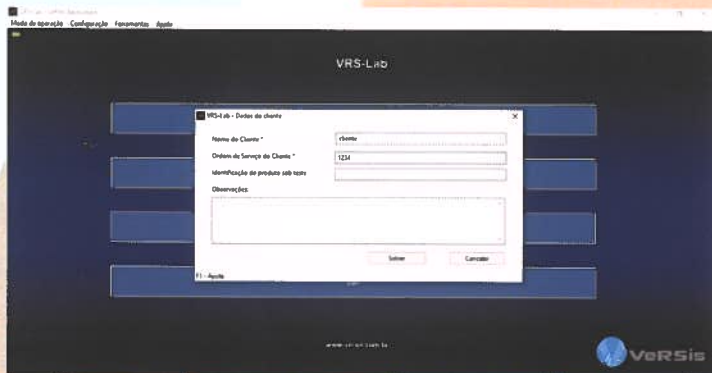 Modo de operação Configuração Ferramentas Ajuda
VRS-Lab
VRS-Lab - Dados do cliente
Nome do Cliente *
cliente
Ordem de Serviço do Cliente *
1234
Identificação do produto sob teste
Observações:
Salvar
Cancelar
F1 - Ajuda
VeRSis